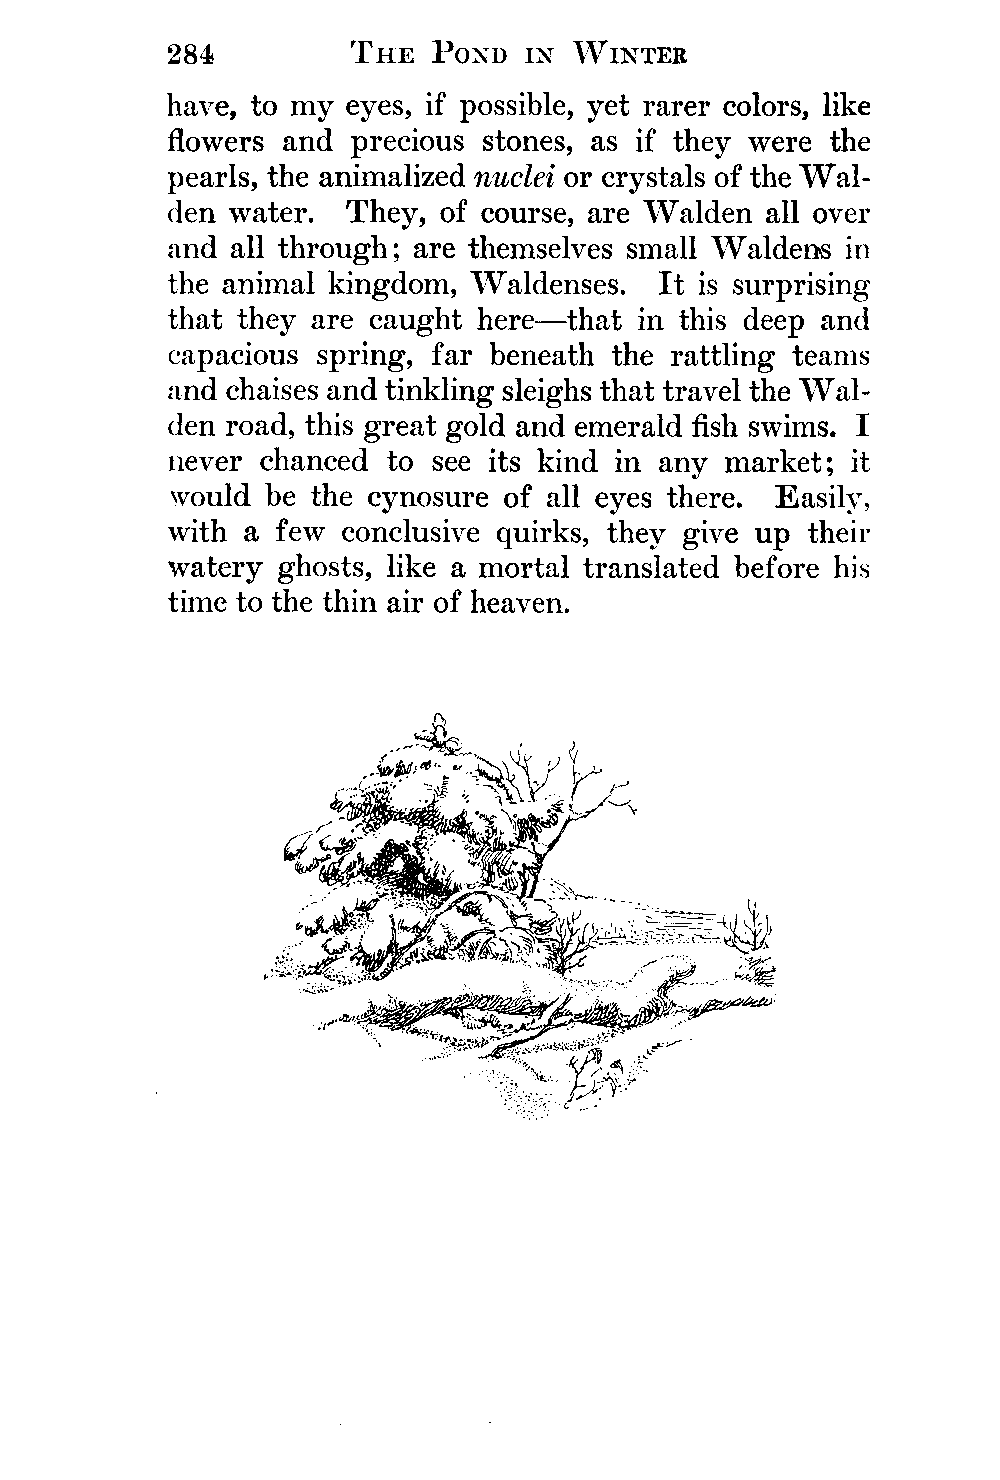 284 THE POND IN WINTER
have, to my eyes, if possible, yet rarer colors, like
flowers and precious stones, as if they were the
pearls, the animalized nuclei or crystals of the Wal-
den water. They, of course, are Walden all over
and all through; are themselves small Waldens in
the animal kingdom, Waldenses. It is surprising
that they are caught here—that in this deep and
capacious spring, far beneath the rattling teams
and chaises and tinkling sleighs that travel the Wal-
den road, this great gold and emerald fish swims. I
never chanced to see its kind in any market; it
would be the cynosure of all eyes there. Easily,
with a few conclusive quirks, they give up their
watery ghosts, like a mortal translated before his
time to the thin air of heaven.